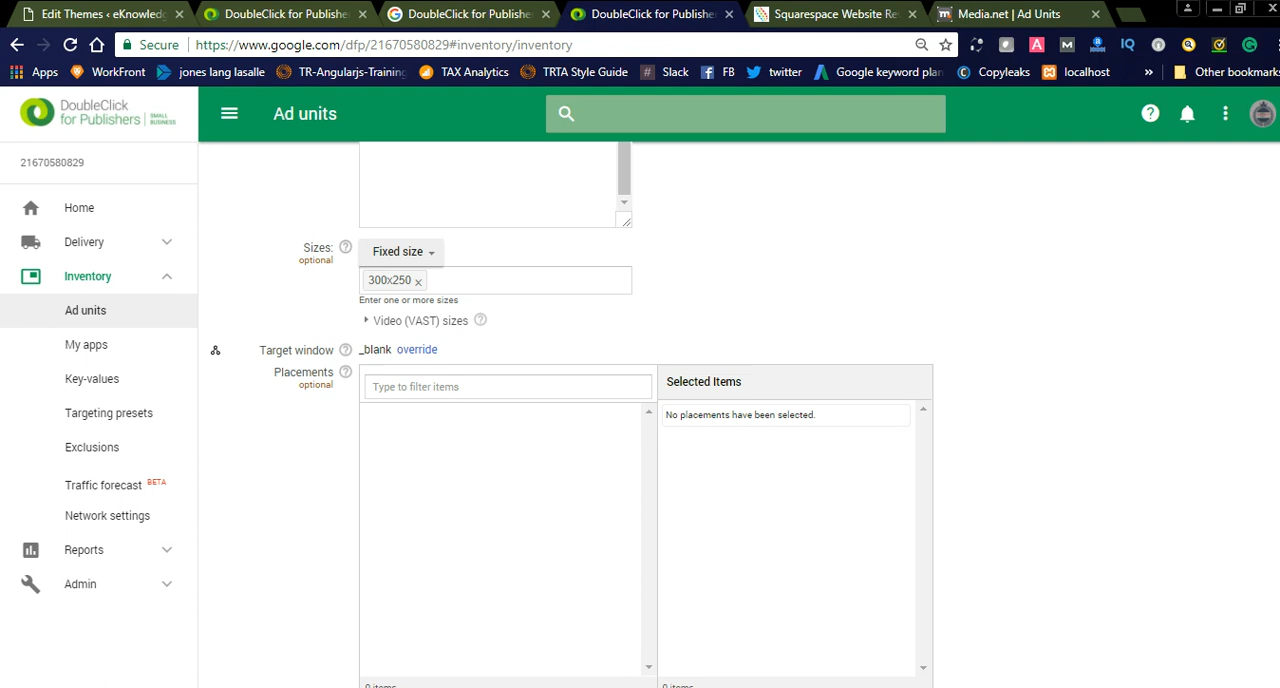 Edit Themes ‹ eKnowled
DoubleClick for Publishe
DoubleClick for Publishe
DoubleClick for Publishe
Squarespace Website Re
Media.net | Ad Units
Secure
https://www.google.com/dfp/21670580829#inventory/inventory
Apps
WorkFront
jones lang lasalle
TR-Angularjs-Training
TAX Analytics
TRTA Style Guide
Slack
FB
twitter
Google keyword plan
Copyleaks
localhost
»
Other bookmarks
DoubleClick
for Publishers
SMALL
BUSINESS
Ad units
21670580829
Home
Delivery
Inventory
Ad units
My apps
Key-values
Targeting presets
Exclusions
Traffic forecast BETA
Network settings
Reports
Admin
Sizes:
optional
Fixed size
300x250 x
Enter one or more sizes
Video (VAST) sizes
Target window
_blank override
Placements
optional
Type to filter items
Selected Items
No placements have been selected.
0 items
0 items